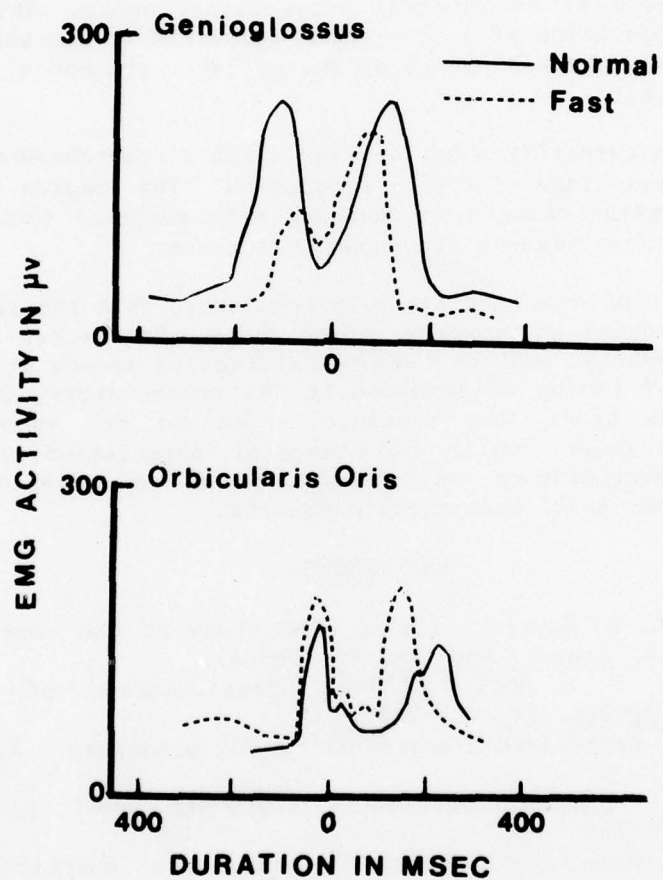 300
Genioglossus
Normal
Fast
0
0
300
Orbicularis Oris
0
400
0
400
EMG ACTIVITY IN μv
DURATION IN MSEC